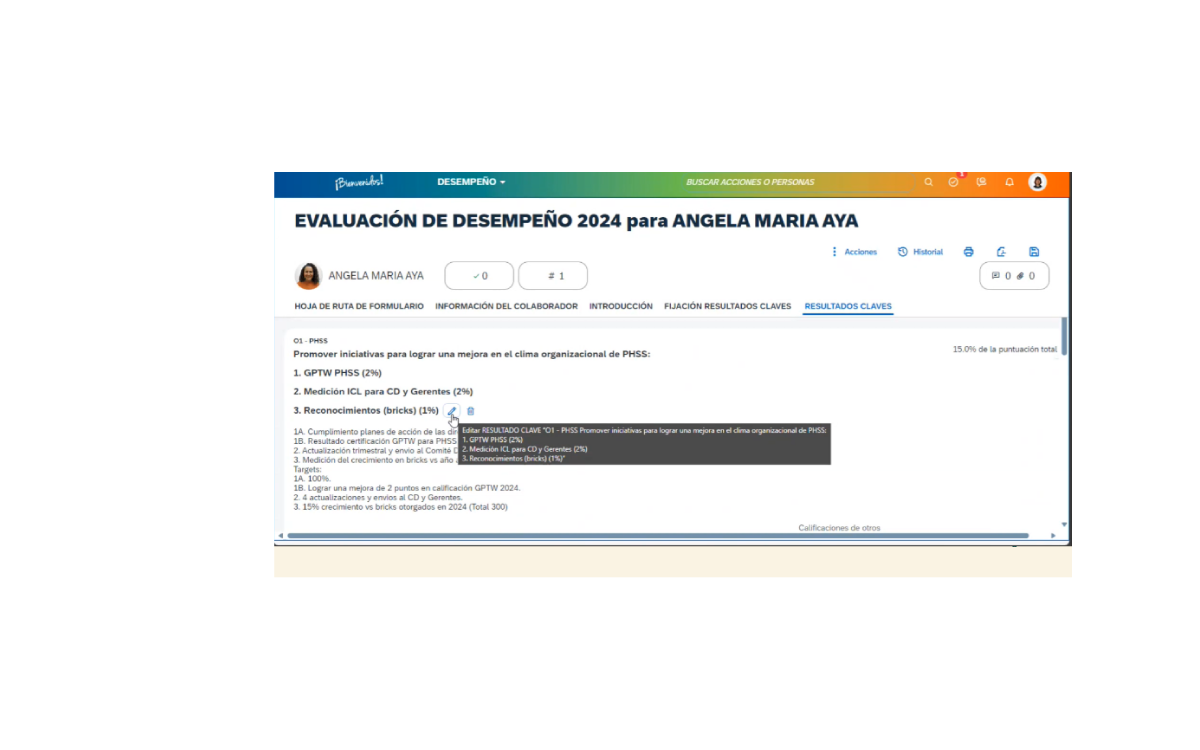 ¡Bienvenidos!
DESEMPEÑO
BUSCAR ACCIONES O PERSONAS
1
EVALUACIÓN DE DESEMPEÑO 2024 para ANGELA MARIA AYA
Acciones
Historial
ANGELA MARIA AYA
0
# 1
0
0
HOJA DE RUTA DE FORMULARIO
INFORMACIÓN DEL COLABORADOR
INTRODUCCIÓN
FIJACIÓN RESULTADOS CLAVES
RESULTADOS CLAVES
O1 - PHSS
Promover iniciativas para lograr una mejora en el clima organizacional de PHSS:
15.0% de la puntuación total
1. GPTW PHSS (2%)
2. Medición ICL para CD y Gerentes (2%)
3. Reconocimientos (bricks) (1%)
Editar RESULTADO CLAVE "O1 - PHSS Promover iniciativas para lograr una mejora en el clima organizacional de PHSS:
1. GPTW PHSS (2%)
2. Medición ICL para CD y Gerentes (2%)
3. Reconocimientos (bricks) (1%)"
1A. Cumplimiento planes de acción de las
1B. Resultado certificación GPTW para PHSS
2. Actualización trimestral y envio al Comité
3. Medición del crecimiento en bricks vs año
Targets:
1A. 100%.
1B. Lograr una mejora de 2 puntos en calificación GPTW 2024.
2. 4 actualizaciones y envios al CD y Gerentes.
3. 15% crecimiento vs bricks otorgados en 2024 (Total 300)
Calificaciones de otros